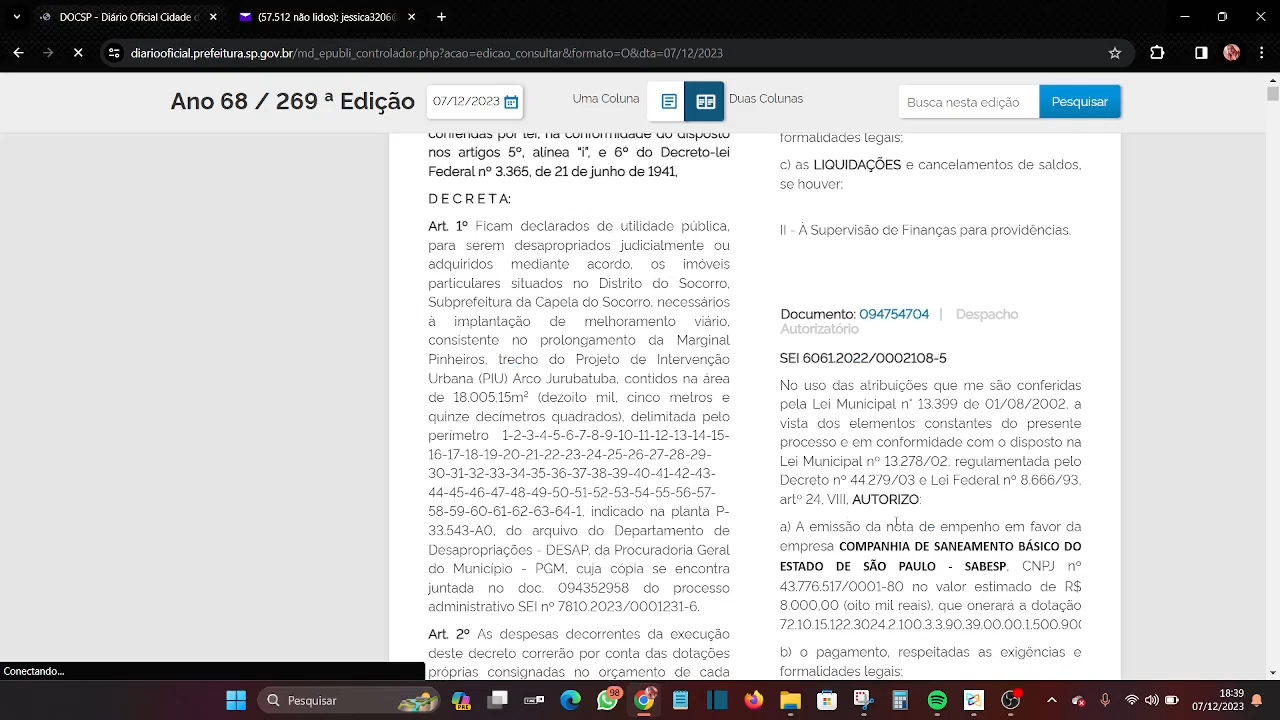 DOCSP - Diário Oficial Cidade d
(57.512 não lidos): jessica3206@
diariooficial.prefeitura.sp.gov.br/md_epubli_controlador.php?acao=edicao_consultar&formato=O&dta=07/12/2023
Ano 68 / 269 ª Edição
07/12/2023
Uma Coluna
Duas Colunas
Busca nesta edição
Pesquisar
conferidas por lei, na conformidade do disposto
nos artigos 5º, alínea “i”, e 6º do Decreto-lei
Federal nº 3.365, de 21 de junho de 1941,
D E C R E T A:
Art. 1º Ficam declarados de utilidade pública,
para serem desapropriados judicialmente ou
adquiridos mediante acordo, os imóveis
particulares situados no Distrito do Socorro,
Subprefeitura da Capela do Socorro, necessários
à implantação de melhoramento viário,
consistente no prolongamento da Marginal
Pinheiros, trecho do Projeto de Intervenção
Urbana (PIU) Arco Jurubatuba, contidos na área
de 18.005,15m² (dezoito mil, cinco metros e
quinze decímetros quadrados), delimitada pelo
perímetro 1-2-3-4-5-6-7-8-9-10-11-12-13-14-15-
16-17-18-19-20-21-22-23-24-25-26-27-28-29-
30-31-32-33-34-35-36-37-38-39-40-41-42-43-
44-45-46-47-48-49-50-51-52-53-54-55-56-57-
58-59-60-61-62-63-64-1, indicado na planta P-
33.543-A0, do arquivo do Departamento de
Desapropriações - DESAP, da Procuradoria Geral
do Município - PGM, cuja cópia se encontra
juntada no doc. 094352958 do processo
administrativo SEI nº 7810.2023/0001231-6.
Art. 2º As despesas decorrentes da execução
deste decreto correrão por conta das dotações
próprias consignadas no orçamento de cada
formalidades legais;
c) as LIQUIDAÇÕES e cancelamentos de saldos,
se houver;
II - À Supervisão de Finanças para providências.
Documento: 094754704 | Despacho
Autorizatório
SEI 6061.2022/0002108-5
No uso das atribuições que me são conferidas
pela Lei Municipal n° 13.399 de 01/08/2002, a
vista dos elementos constantes do presente
processo e em conformidade com o disposto na
Lei Municipal nº 13.278/02, regulamentada pelo
Decreto nº 44.279/03 e Lei Federal nº 8.666/93,
artº 24, VIII, AUTORIZO:
a) A emissão da nota de empenho em favor da
empresa COMPANHIA DE SANEAMENTO BÁSICO DO
ESTADO DE SÃO PAULO - SABESP, CNPJ nº
43.776.517/0001-80 no valor estimado de R$
8.000,00 (oito mil reais), que onerará a dotação
72.10.15.122.3024.2.100.3.3.90.39.00.00.1.500.900
b) o pagamento, respeitadas as exigências e
formalidades legais;
Conectando...
Pesquisar
PRE
98
18:39
07/12/2023